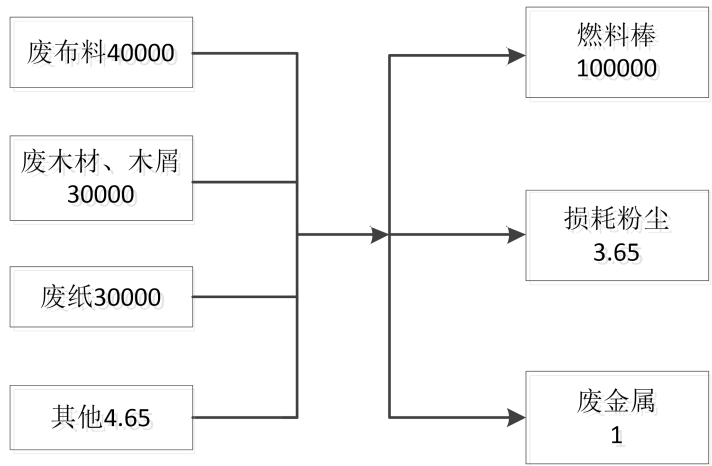 废布料40000
废木材、木屑
30000
废纸30000
其他4.65
燃料棒
100000
损耗粉尘
3.65
废金属
1